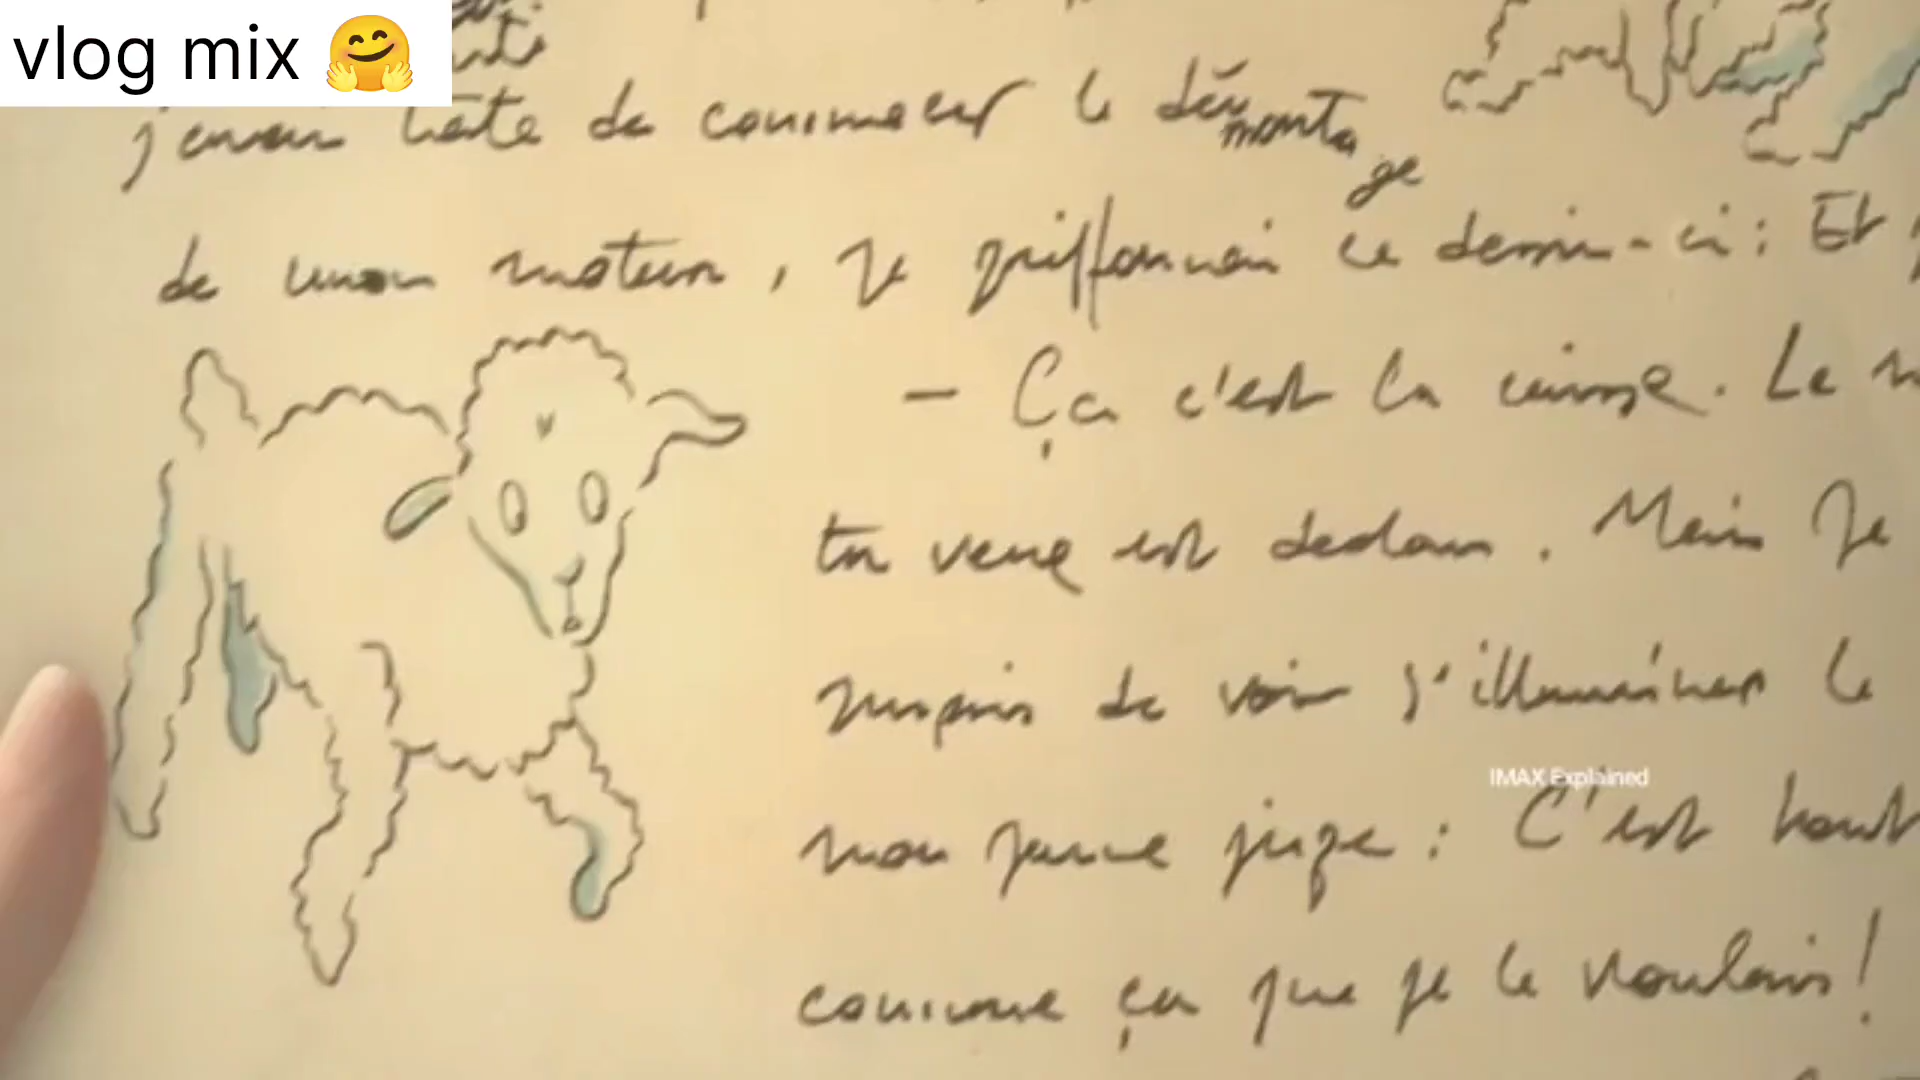 vlog mix 🤗
j'avais hâte de commencer le démontage
de mon moteur, je griffonnai ce dessin-ci : Et
– Ça c'est la caisse. Le
tu veux est dedans. Mais je
surpris de voir s'illuminer le
IMAX Explained
mon jeune juge : C'est tout
comme ça que je le voulais !